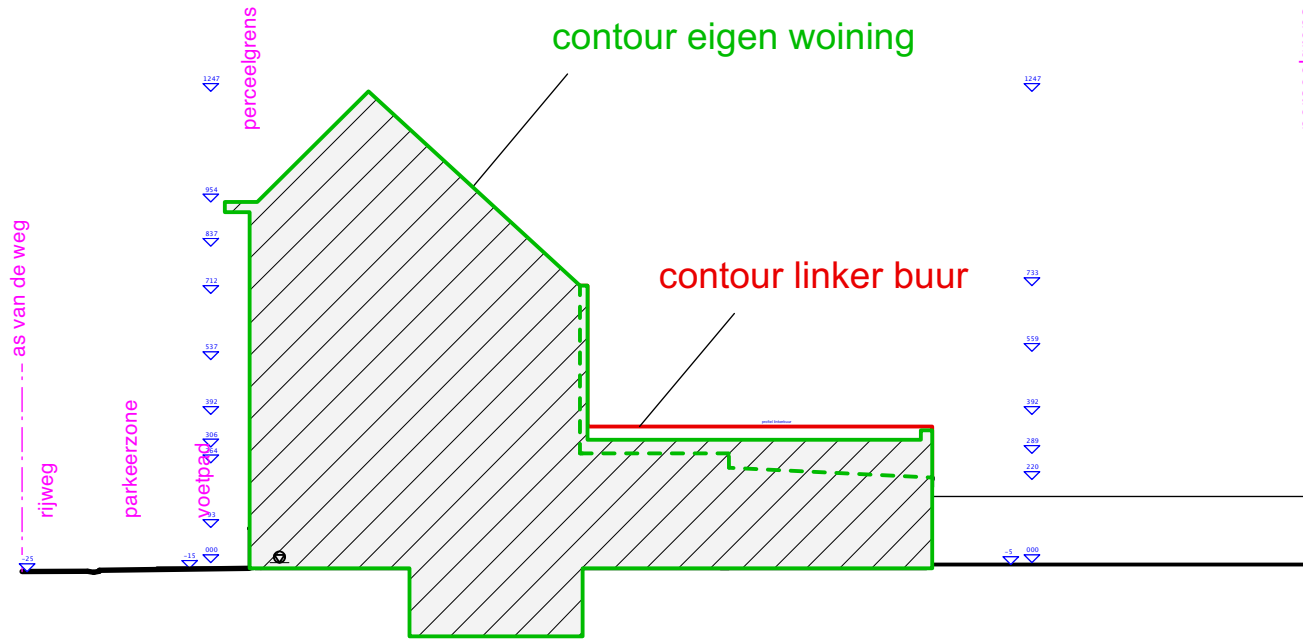 contour eigen woining
contour linker buur
perceelgrens
as van de weg
rijweg
parkeerzone
voetpad
1247
954
837
712
537
392
306
000
-15
-25
1247
733
559
392
289
220
000
-5